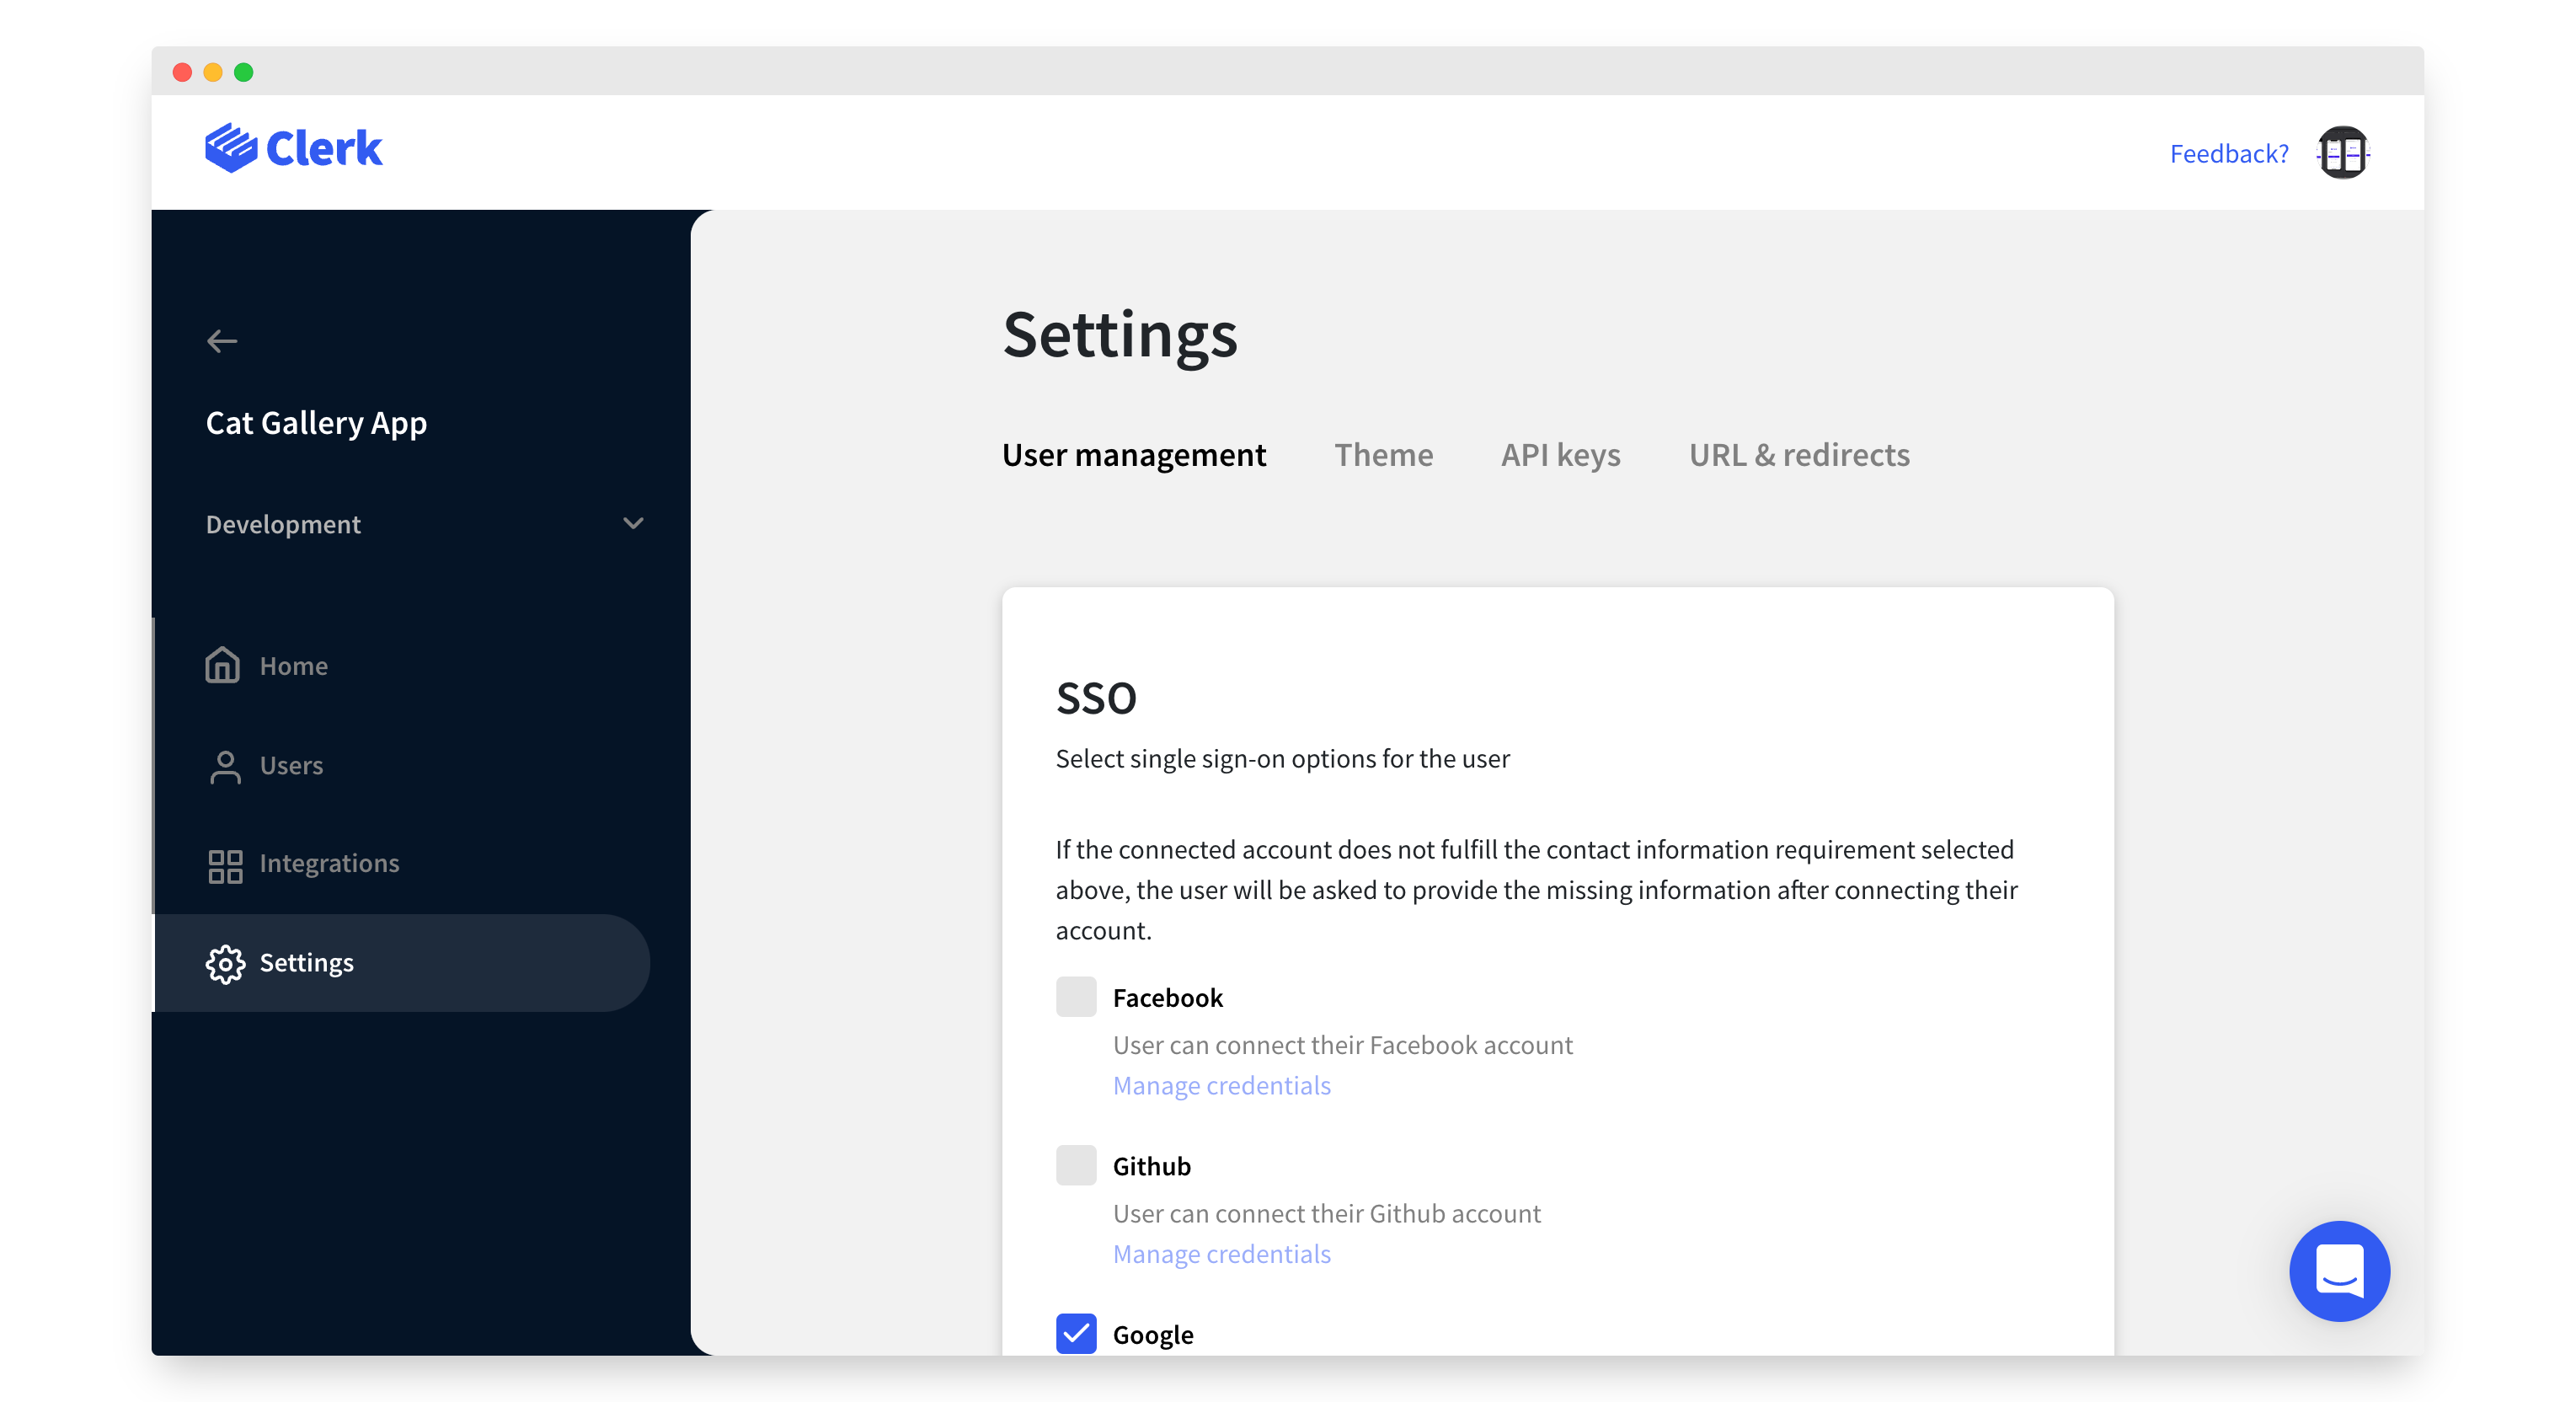 Clerk
Feedback?
Cat Gallery App
Development
Home
Users
Integrations
Settings
Settings
User management
Theme
API keys
URL & redirects
SSO
Select single sign-on options for the user
If the connected account does not fulfill the contact information requirement selected
above, the user will be asked to provide the missing information after connecting their
account.
Facebook
User can connect their Facebook account
Manage credentials
Github
User can connect their Github account
Manage credentials
Google